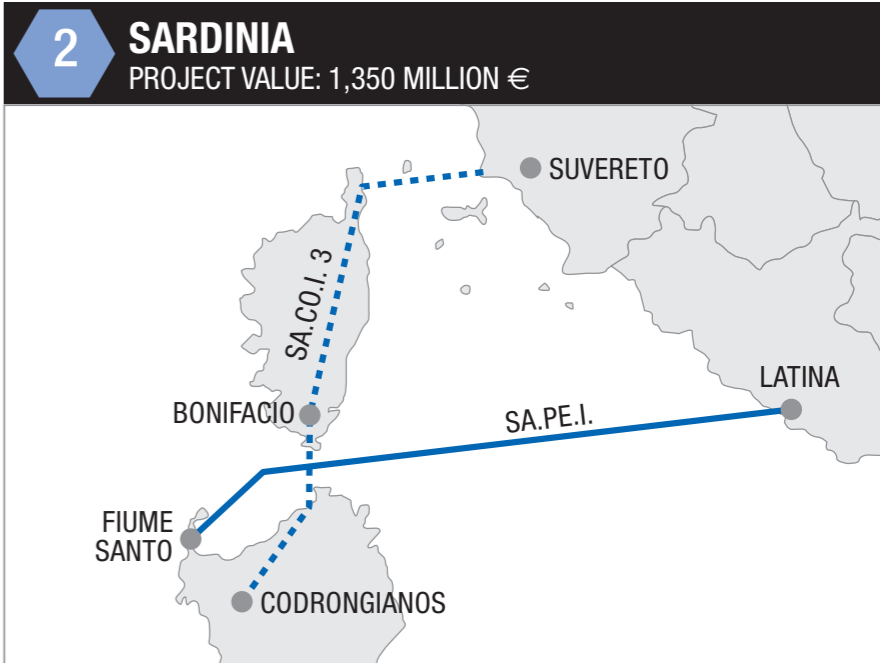 2
SARDINIA
PROJECT VALUE: 1,350 MILLION €
SUVERETO
SA.CO.I. 3
LATINA
BONIFACIO
SA.PE.I.
FIUME
SANTO
CODRONGIANOS